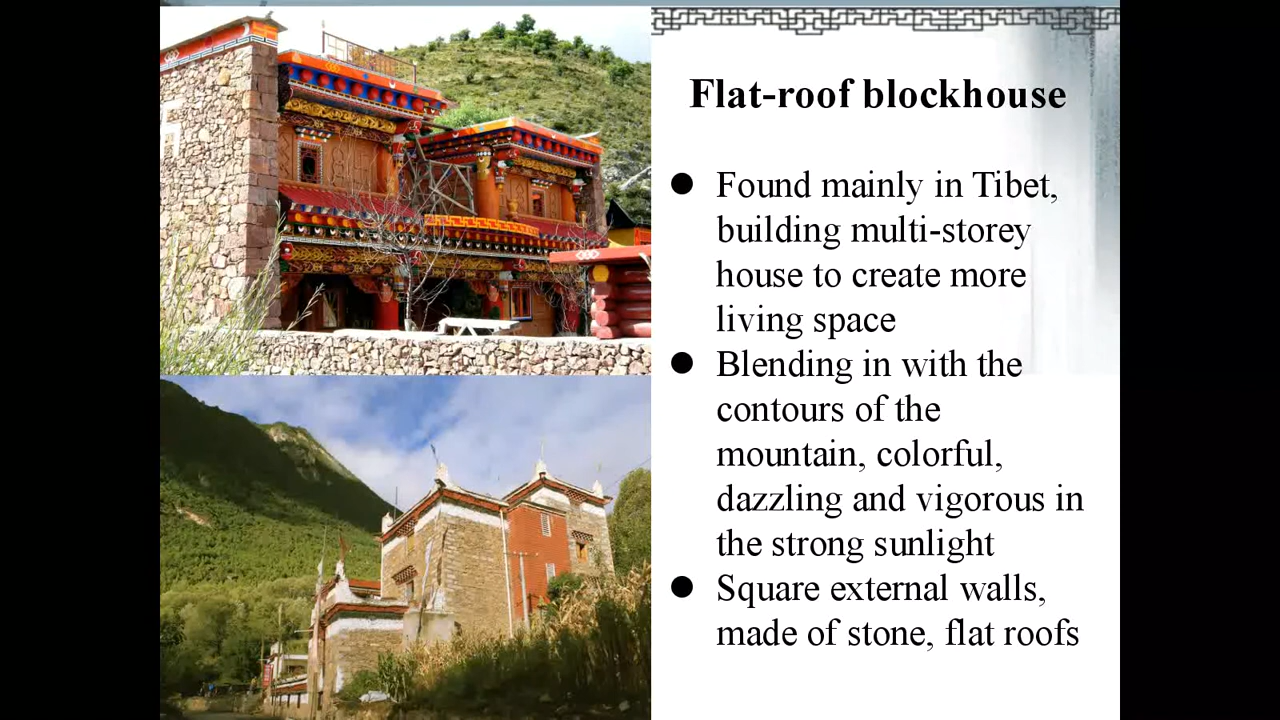 Flat-roof blockhouse
● Found mainly in Tibet,
building multi-storey
house to create more
living space
● Blending in with the
contours of the
mountain, colorful,
dazzling and vigorous in
the strong sunlight
● Square external walls,
made of stone, flat roofs